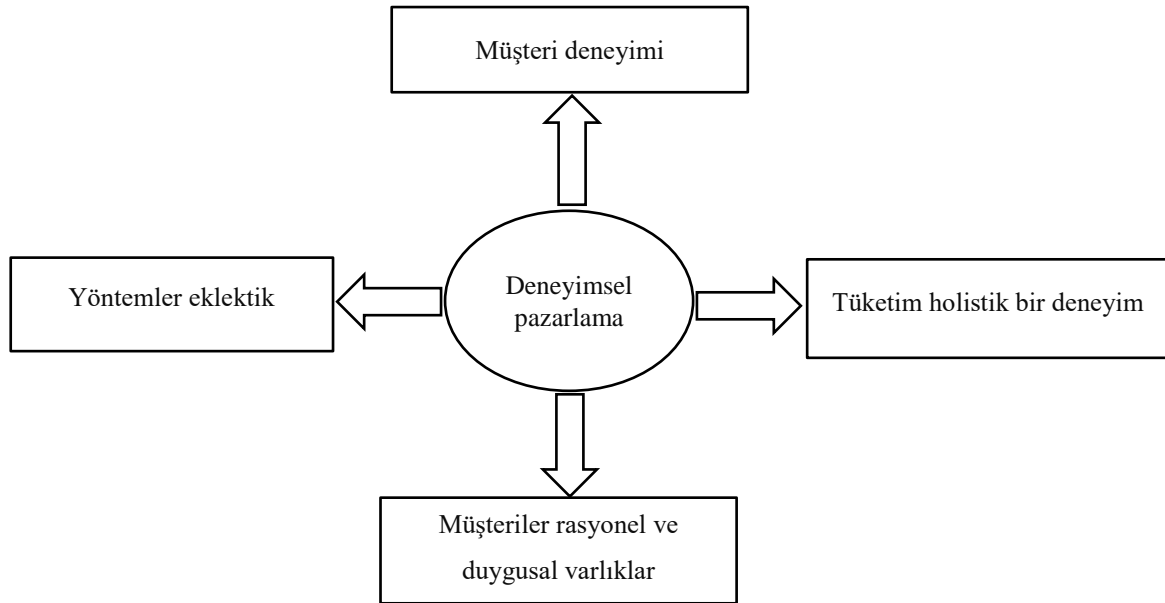 Müşteri deneyimi
Yöntemler eklektik
Deneyimsel
pazarlama
Tüketim holistik bir deneyim
Müşteriler rasyonel ve
duygusal varlıklar